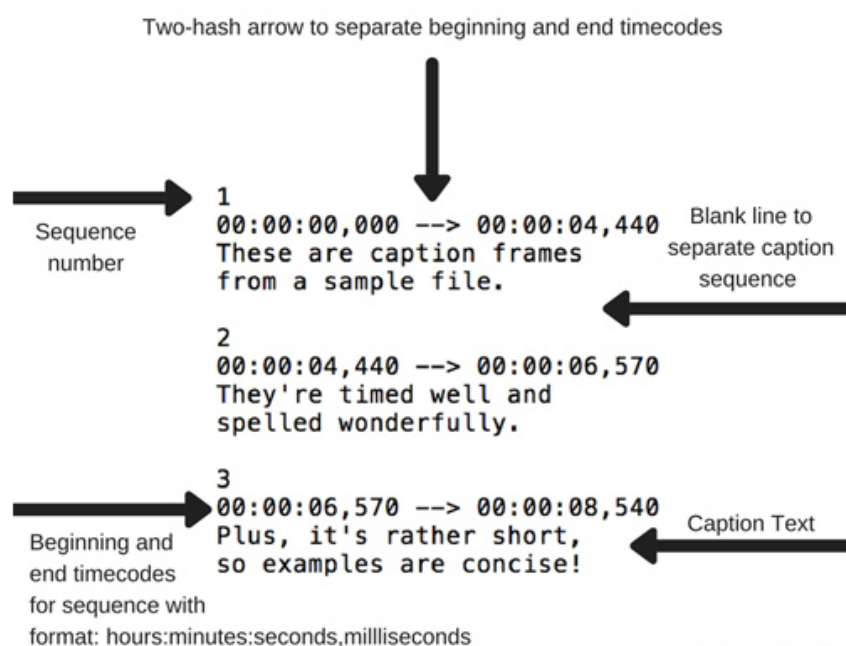 Two-hash arrow to separate beginning and end timecodes
Sequence
number
1
00:00:00,000 --> 00:00:04,440
These are caption frames
from a sample file.
Blank line to
separate caption
sequence
2
00:00:04,440 --> 00:00:06,570
They're timed well and
spelled wonderfully.
3
00:00:06,570 --> 00:00:08,540
Plus, it's rather short,
so examples are concise!
Beginning and
end timecodes
for sequence with
format: hours:minutes:seconds,millliseconds
Caption Text